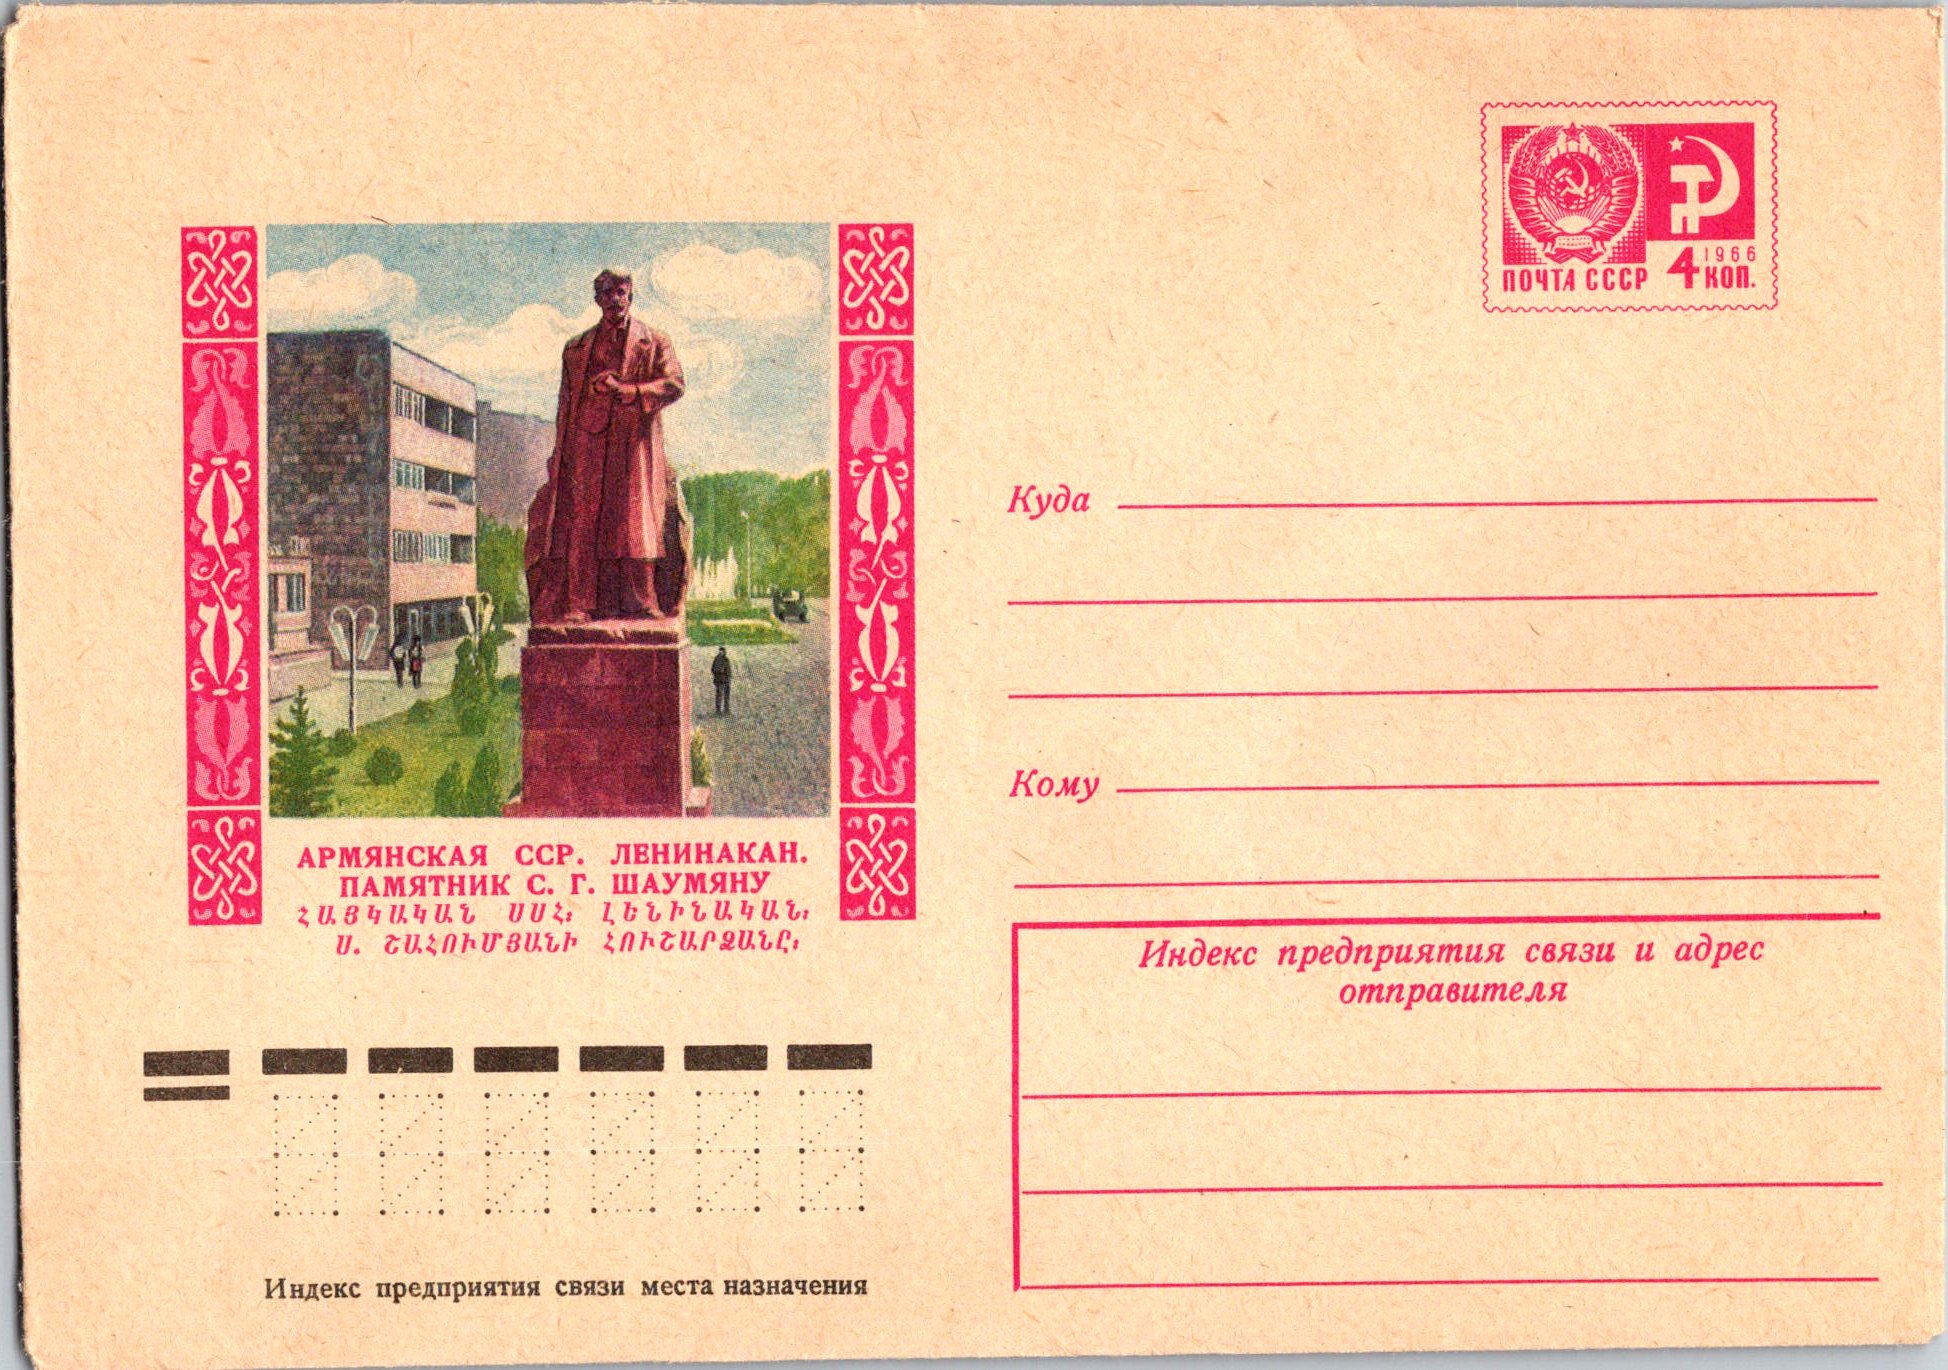 ПОЧТА СССР 4 КОП.
1966
АРМЯНСКАЯ ССР. ЛЕНИНАКАН.
ПАМЯТНИК С. Г. ШАУМЯНУ
ՀԱՅԿԱԿԱՆ ՍՍՀ։ ԼԵՆԻՆԱԿԱՆ։
Ս. ՇԱՀՈՒՄՅԱՆԻ ՀՈՒՇԱՐՁԱՆԸ։
Куда
Кому
Индекс предприятия связи и адрес
отправителя
Индекс предприятия связи места назначения